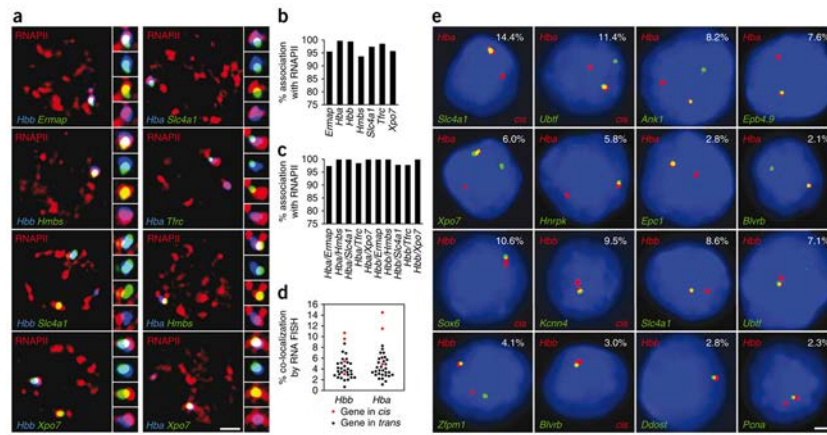 a
RNAPII
Hbb Ermap
RNAPII
Hba Slc4a1
RNAPII
Hbb Hmbs
RNAPII
Hba Tfrc
RNAPII
Hbb Slc4a1
RNAPII
Hba Hmbs
RNAPII
Hbb Xpo7
RNAPII
Hba Xpo7
b
% association
with RNAPII
100
95
90
85
80
75
Ermap
Hba
Hbb
Hmbs
Slc4a1
Tfrc
Xpo7
c
% association
with RNAPII
100
95
90
85
80
75
Hba/Ermap
Hba/Hmbs
Hba/Slc4a1
Hba/Tfrc
Hba/Xpo7
Hbb/Ermap
Hbb/Hmbs
Hbb/Slc4a1
Hbb/Tfrc
Hbb/Xpo7
d
% co-localization
by RNA FISH
16
14
12
10
8
6
4
2
0
Hbb Hba
Gene in cis
Gene in trans
e
Hba 14.4%
Slc4a1
Hba 11.4%
Ubtf cis
Hba 8.2%
Ank1
Hba 7.6%
Epb4.9
Hba 6.0%
Xpo7
Hba 5.8%
Hnrpk
Hba 2.8%
Epc1
Hba 2.1%
Blvrb
Hbb 10.6%
Sox6 cis
Hbb 9.5%
Kcnn4 cis
Hbb 8.6%
Slc4a1
Hbb 7.1%
Ubtf
Hbb 4.1%
Zfpm1
Hbb 3.0%
Blvrb cis
Hbb 2.8%
Ddost
Hbb 2.3%
Pcna